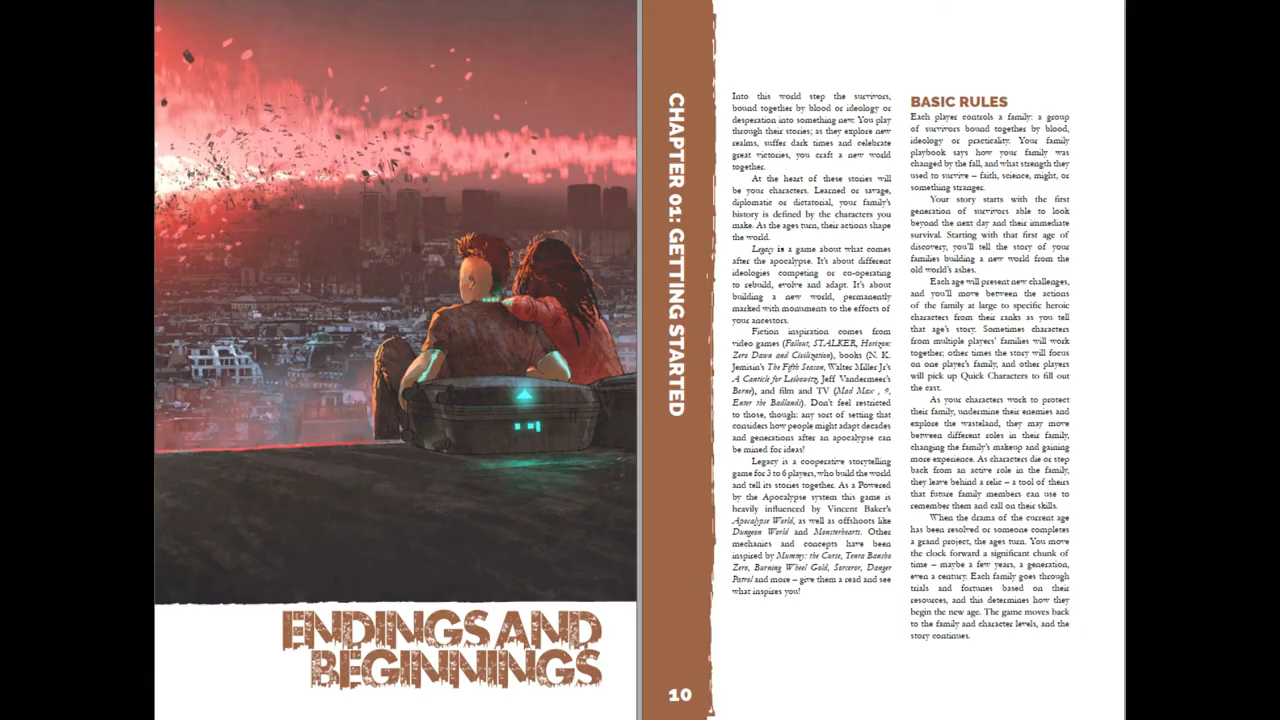 ENDINGS AND
BEGINNINGS
CHAPTER 01: GETTING STARTED
10
Into this world step the survivors,
bound together by blood or ideology or
desperation into something new. You play
through their stories; as they explore new
realms, suffer dark times and celebrate
great victories, you craft a new world
together.
At the heart of these stories will
be your characters. Learned or savage,
diplomatic or dictatorial, your family's
history is defined by the characters you
make. As the ages turn, their actions shape
the world.
Legacy is a game about what comes
after the apocalypse. It's about different
ideologies competing or co-operating
to rebuild, evolve and adapt. It's about
building a new world, permanently
marked with monuments to the efforts of
your ancestors.
Fiction inspiration comes from
video games (Fallout, STALKER, Horizon:
Zero Dawn and Civilization), books (N. K.
Jemisin's The Fifth Season, Walter Miller Jr's
A Canticle for Leibowitz, Jeff Vandermeer's
Borne), and film and TV (Mad Max , 9,
Enter the Badlands). Don't feel restricted
to those, though: any sort of setting that
considers how people might adapt decades
and generations after an apocalypse can
be mined for ideas!
Legacy is a cooperative storytelling
game for 3 to 6 players, who build the world
and tell its stories together. As a Powered
by the Apocalypse system this game is
heavily influenced by Vincent Baker's
Apocalypse World, as well as offshoots like
Dungeon World and Monsterhearts. Other
mechanics and concepts have been
inspired by Mummy: the Curse, Tenra Bansho
Zero, Burning Wheel Gold, Sorceror, Danger
Patrol and more – give them a read and see
what inspires you!
BASIC RULES
Each player controls a family: a group
of survivors bound together by blood,
ideology or practicality. Your family
playbook says how your family was
changed by the fall, and what strength they
used to survive – faith, science, might, or
something stranger.
Your story starts with the first
generation of survivors able to look
beyond the next day and their immediate
survival. Starting with that first age of
discovery, you'll tell the story of your
families building a new world from the
old world's ashes.
Each age will present new challenges,
and you'll move between the actions
of the family at large to specific heroic
characters from their ranks as you tell
that age's story. Sometimes characters
from multiple players' families will work
together; other times the story will focus
on one player's family, and other players
will pick up Quick Characters to fill out
the cast.
As your characters work to protect
their family, undermine their enemies and
explore the wasteland, they may move
between different roles in their family,
changing the family's makeup and gaining
more experience. As characters die or step
back from an active role in the family,
they leave behind a relic – a tool of theirs
that future family members can use to
remember them and call on their skills.
When the drama of the current age
has been resolved or someone completes
a grand project, the ages turn. You move
the clock forward a significant chunk of
time – maybe a few years, a generation,
even a century. Each family goes through
trials and fortunes based on their
resources, and this determines how they
begin the new age. The game moves back
to the family and character levels, and the
story continues.